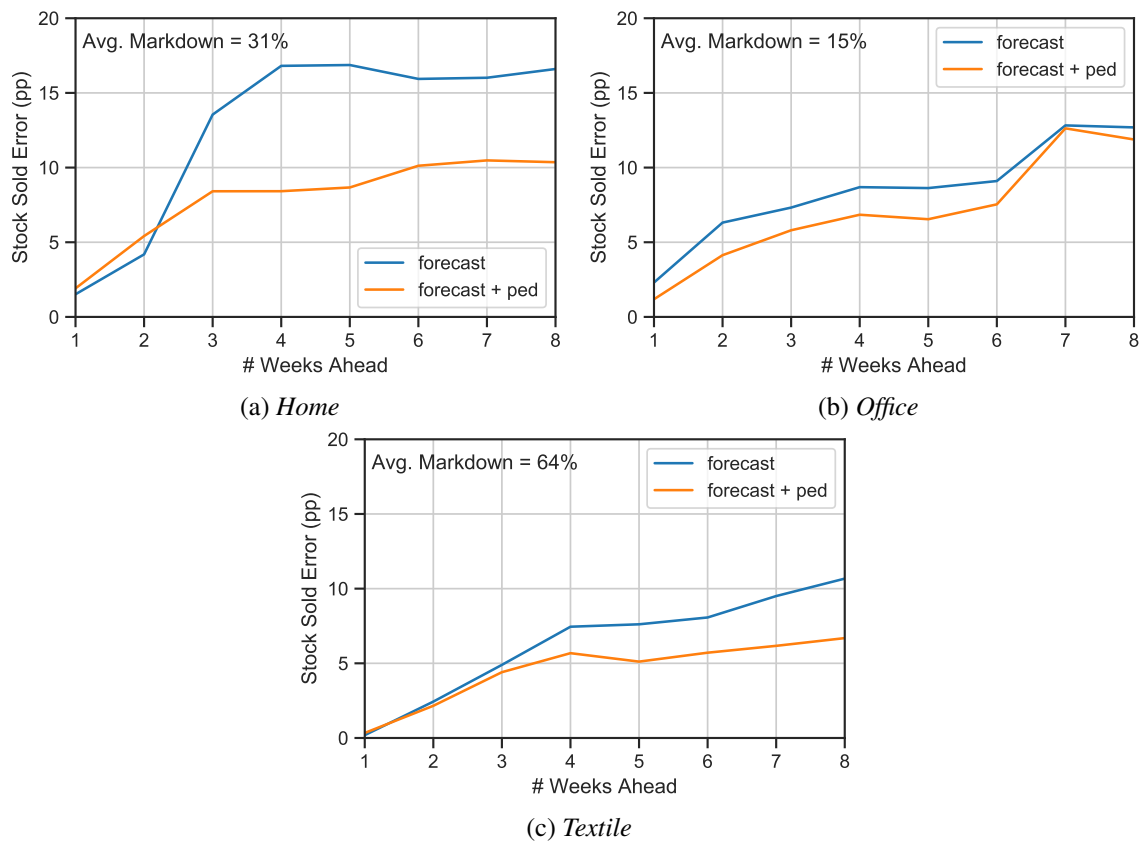 Avg. Markdown = 31%
forecast
forecast + ped
Stock Sold Error (pp)
20
15
10
5
0
1 2 3 4 5 6 7 8
# Weeks Ahead
(a) Home
Avg. Markdown = 15%
forecast
forecast + ped
Stock Sold Error (pp)
20
15
10
5
0
1 2 3 4 5 6 7 8
# Weeks Ahead
(b) Office
Avg. Markdown = 64%
forecast
forecast + ped
Stock Sold Error (pp)
20
15
10
5
0
1 2 3 4 5 6 7 8
# Weeks Ahead
(c) Textile